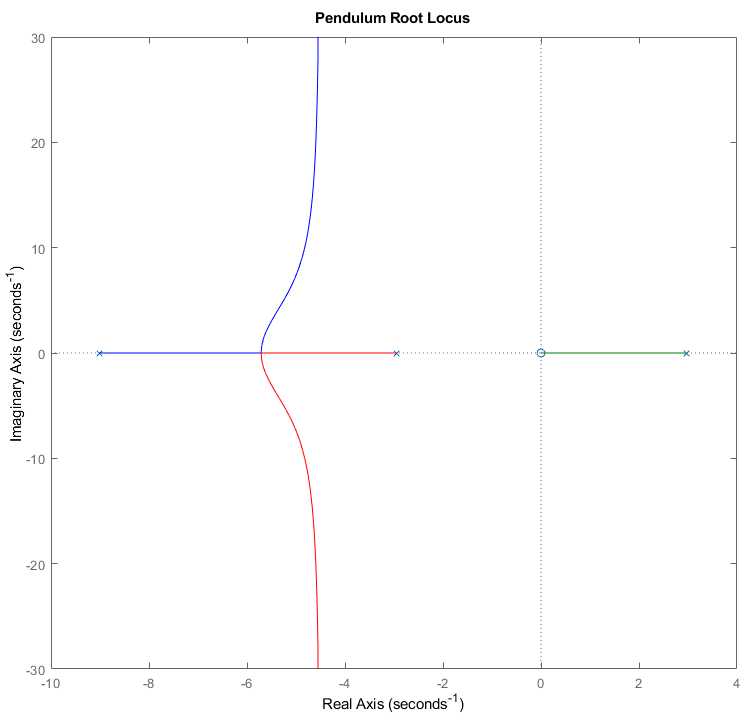 Pendulum Root Locus
30
20
10
0
-10
-20
-30
Imaginary Axis (seconds-1)
-10 -8 -6 -4 -2 0 2 4
Real Axis (seconds-1)